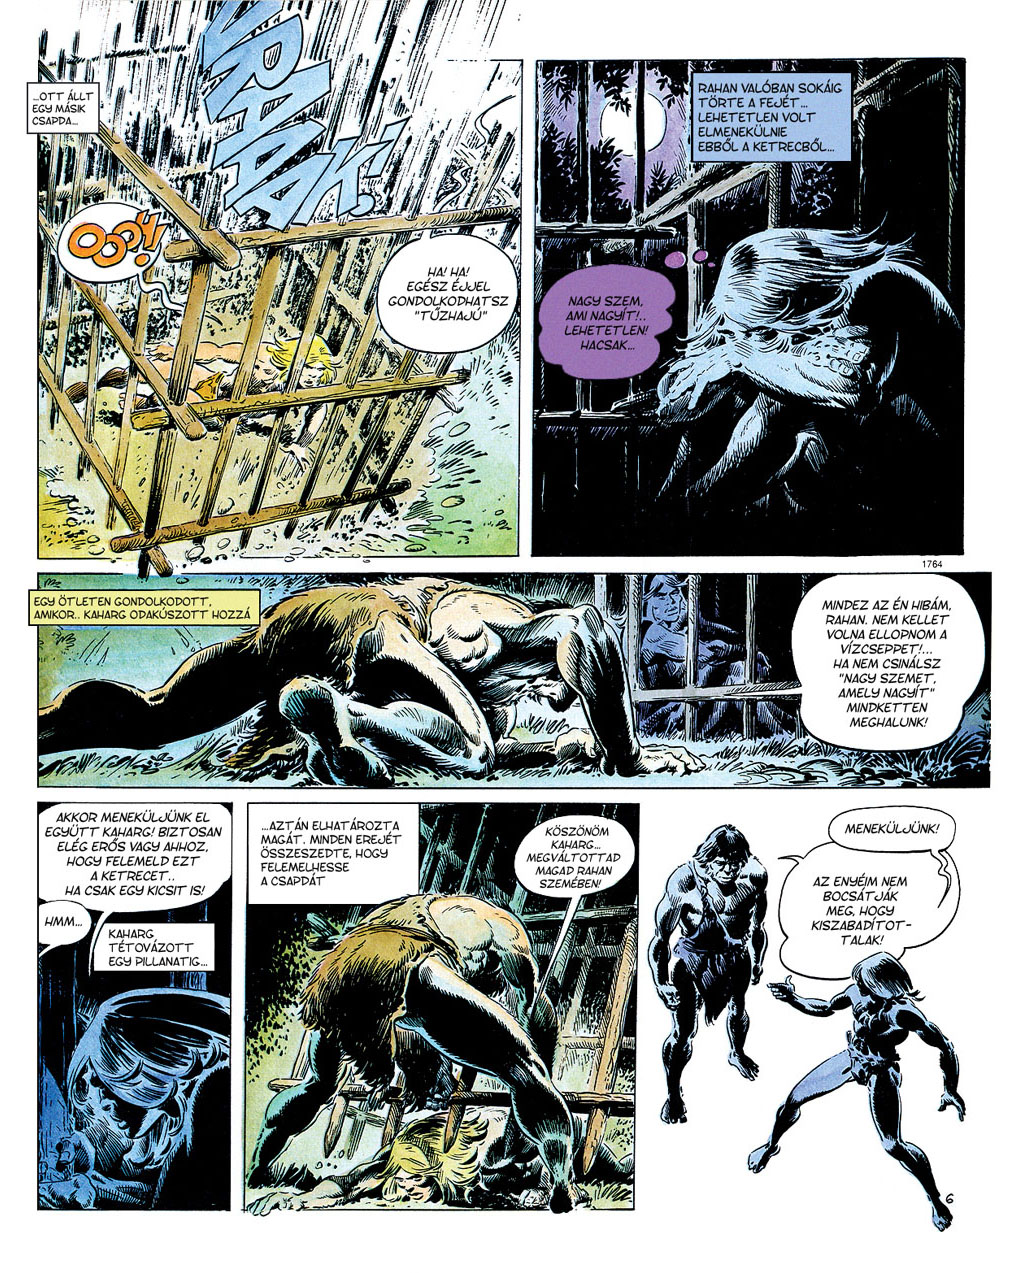 ...OTT ÁLLT
EGY MÁSIK
CSAPDA...
KRAAAAK!
OOO!!
HA! HA!
EGÉSZ ÉJJEL
GONDOLKODHATSZ
"TŰZHAJÚ"
RAHAN VALÓBAN SOKÁIG
TÖRTE A FEJÉT...
LEHETETLEN VOLT
ELMENEKÜLNIE
EBBŐL A KETRECBŐL...
NAGY SZEM,
AMI NAGYÍT!..
LEHETETLEN!
HACSAK...
1764
EGY ÖTLETEN GONDOLKODOTT,
AMIKOR.. KAHARG ODAKÚSZOTT HOZZÁ
MINDEZ AZ ÉN HIBÁM,
RAHAN. NEM KELLET
VOLNA ELLOPNOM A
VÍZCSEPPET!...
HA NEM CSINÁLSZ
"NAGY SZEMET,
AMELY NAGYÍT"
MINDKETTEN
MEGHALUNK!
AKKOR MENEKÜLJÜNK EL
EGYÜTT KAHARG! BIZTOSAN
ELÉG ERŐS VAGY AHHOZ,
HOGY FELEMELD EZT
A KETRECET..
HA CSAK EGY KICSIT IS!
HMM...
KAHARG
TÉTOVÁZOTT
EGY PILLANATIG...
...AZTÁN ELHATÁROZTA
MAGÁT. MINDEN EREJÉT
ÖSSZESZEDTE, HOGY
FELEMELHESSE
A CSAPDÁT
KÖSZÖNÖM
KAHARG...
MEGVÁLTOTTAD
MAGAD RAHAN
SZEMÉBEN!
MENEKÜLJÜNK!
AZ ENYÉIM NEM
BOCSÁTJÁK
MEG, HOGY
KISZABADÍTOT-
TALAK!
6